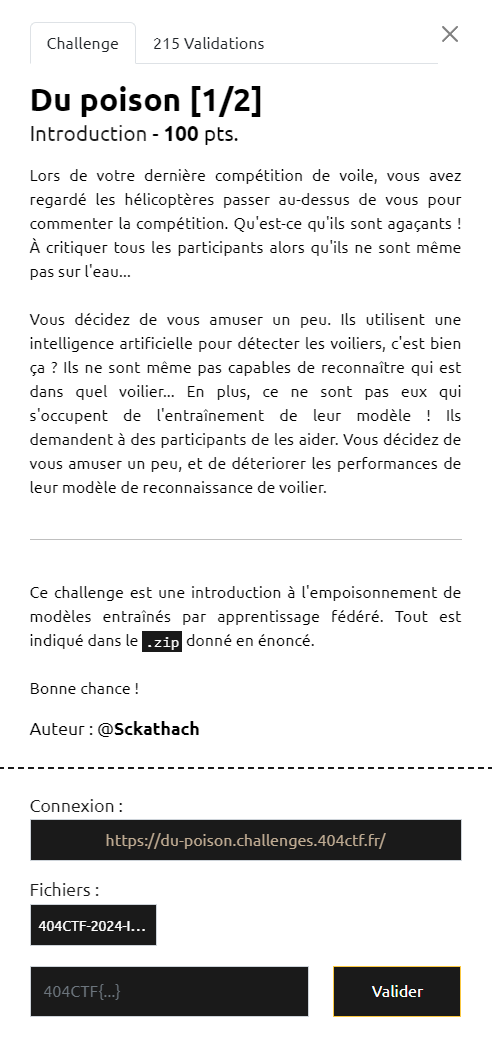 Challenge
215 Validations
Du poison [1/2]
Introduction - 100 pts.
Lors de votre dernière compétition de voile, vous avez
regardé les hélicoptères passer au-dessus de vous pour
commenter la compétition. Qu'est-ce qu'ils sont agaçants !
À critiquer tous les participants alors qu'ils ne sont même
pas sur l'eau...
Vous décidez de vous amuser un peu. Ils utilisent une
intelligence artificielle pour détecter les voiliers, c'est bien
ça ? Ils ne sont même pas capables de reconnaître qui est
dans quel voilier... En plus, ce ne sont pas eux qui
s'occupent de l'entraînement de leur modèle ! Ils
demandent à des participants de les aider. Vous décidez de
vous amuser un peu, et de déteriorer les performances de
leur modèle de reconnaissance de voilier.
Ce challenge est une introduction à l'empoisonnement de
modèles entraînés par apprentissage fédéré. Tout est
indiqué dans le .zip donné en énoncé.
Bonne chance !
Auteur : @Sckathach
Connexion :
https://du-poison.challenges.404ctf.fr/
Fichiers :
404CTF-2024-I...
404CTF{...}
Valider